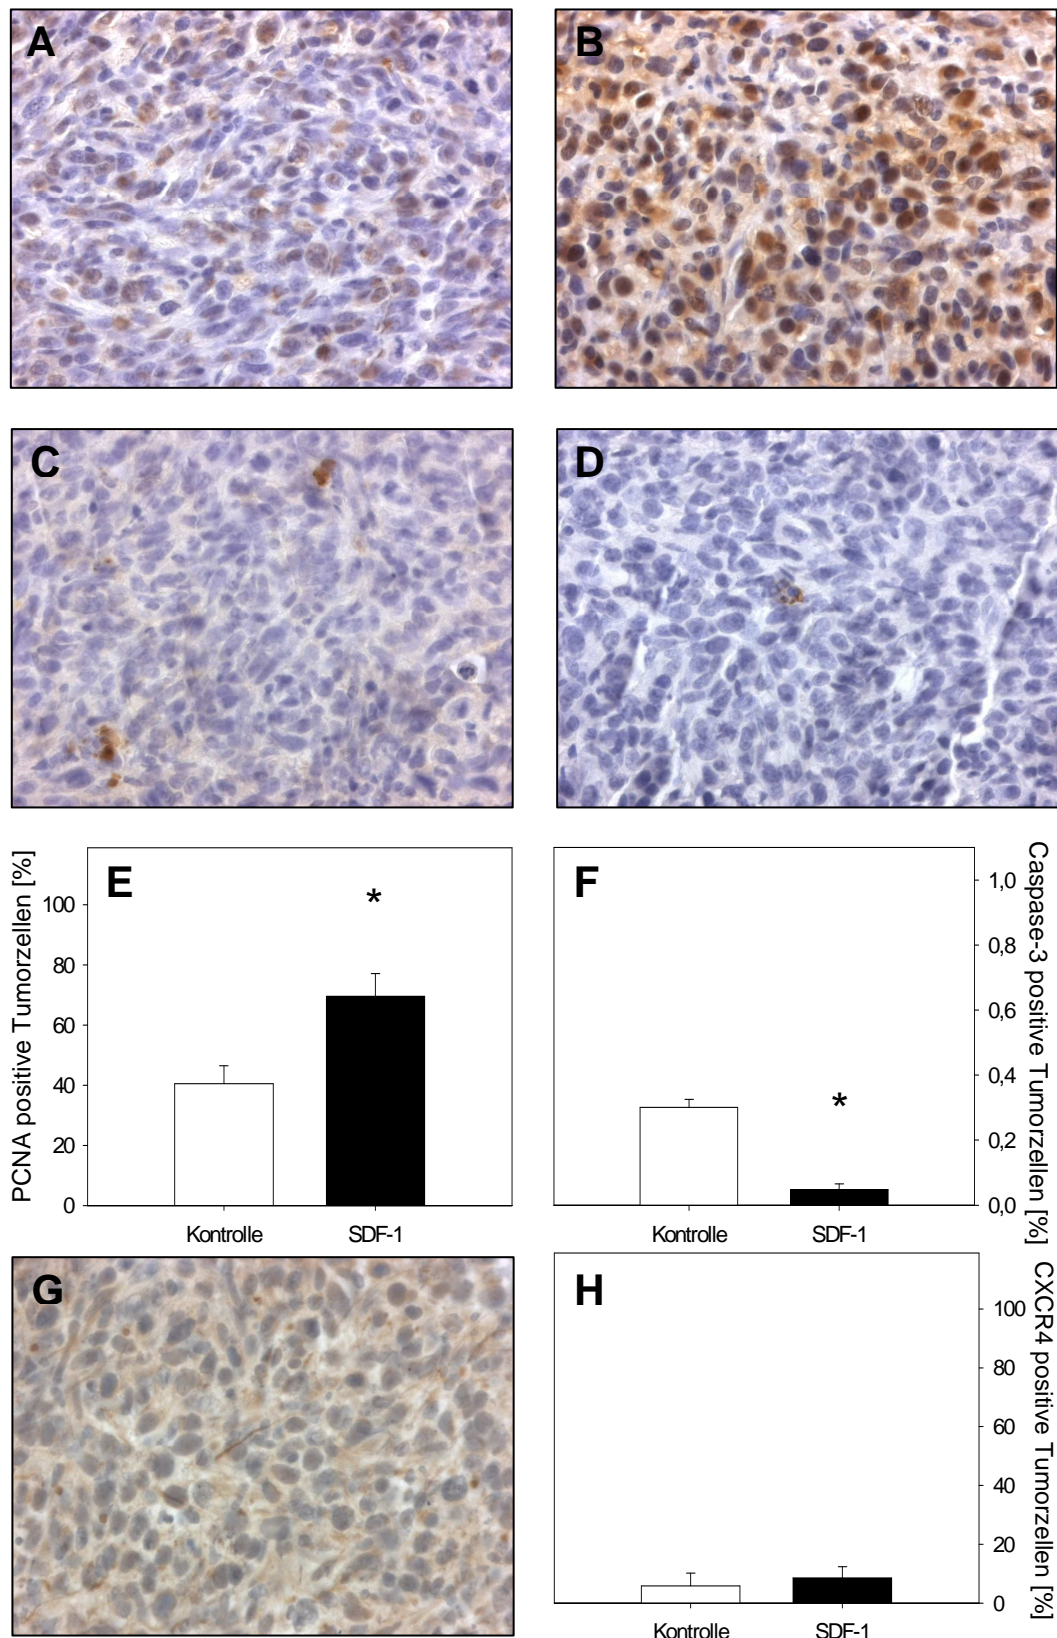 A
B
C
D
E
*
PCNA positive Tumorzellen [%]
100
80
60
40
20
0
Kontrolle
SDF-1
F
*
Caspase-3 positive Tumorzellen [%]
1,0
0,8
0,6
0,4
0,2
0,0
Kontrolle
SDF-1
G
H
CXCR4 positive Tumorzellen [%]
100
80
60
40
20
0
Kontrolle
SDF-1